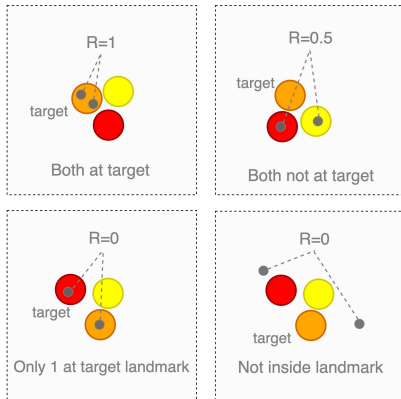 R=1
target
Both at target
R=0.5
target
Both not at target
R=0
target
Only 1 at target landmark
R=0
target
Not inside landmark